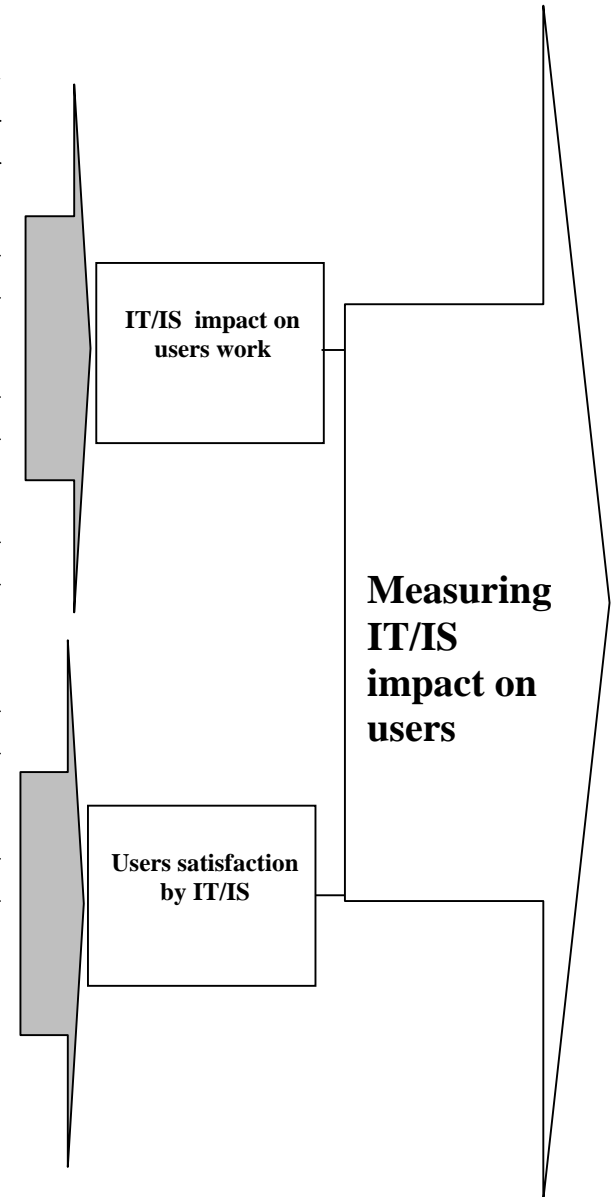 IT/IS impact on
users work
Measuring
IT/IS
impact on
users
Users satisfaction
by IT/IS